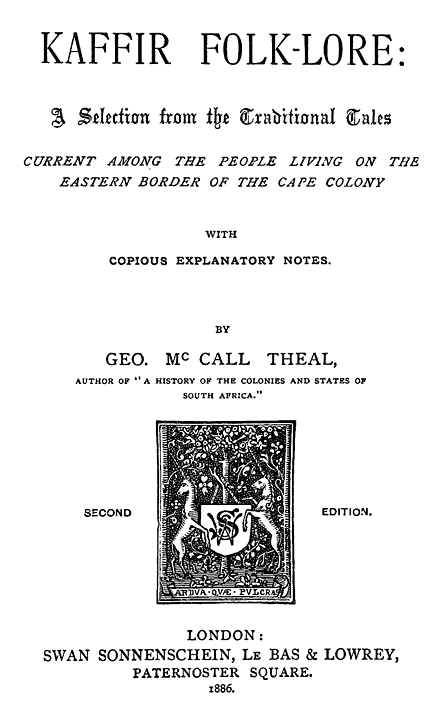 KAFFIR FOLK-LORE:
A Selection from the Traditional Tales
CURRENT AMONG THE PEOPLE LIVING ON THE
EASTERN BORDER OF THE CAPE COLONY
WITH
COPIOUS EXPLANATORY NOTES.
BY
GEO. Mᶜ CALL THEAL,
AUTHOR OF "A HISTORY OF THE COLONIES AND STATES OF
SOUTH AFRICA."
SECOND EDITION.
ARDVA·QVÆ·PVLCRA
LONDON:
SWAN SONNENSCHEIN, LE BAS & LOWREY,
PATERNOSTER SQUARE.
1886.